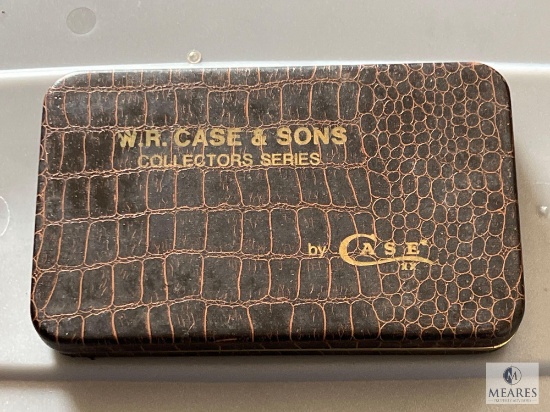 W.R. CASE & SONS
COLLECTORS SERIES
by CASE
XX
M
MEARES